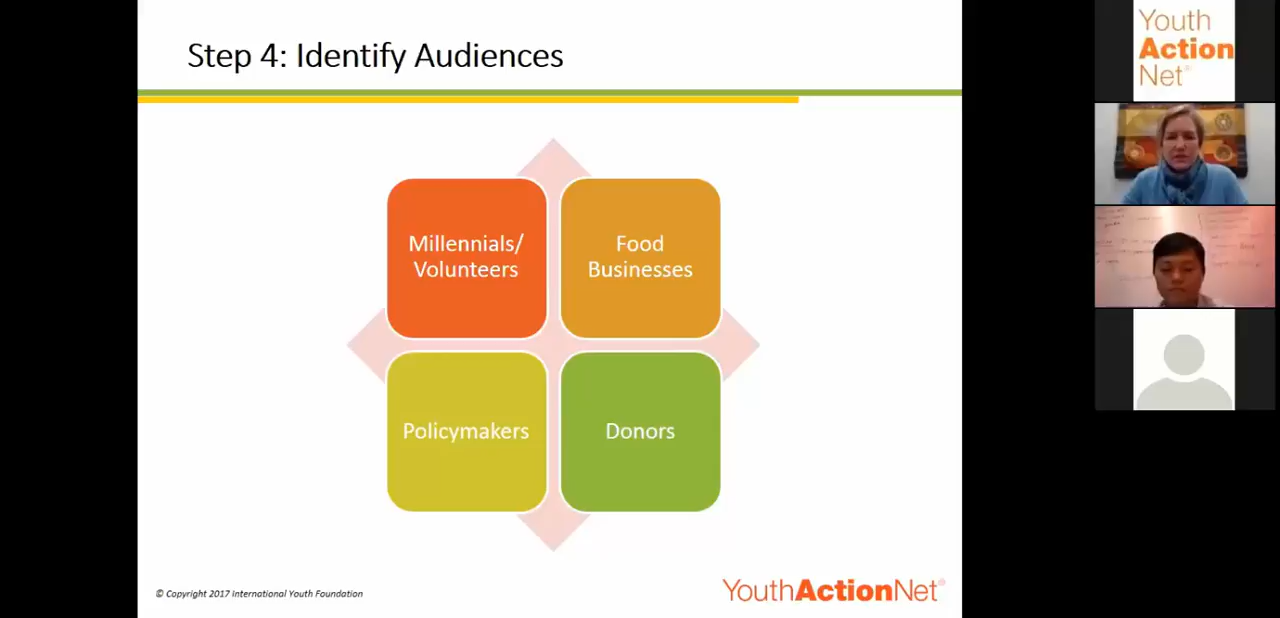 Step 4: Identify Audiences
Millennials/
Volunteers
Food
Businesses
Policymakers
Donors
© Copyright 2017 International Youth Foundation
YouthActionNet®
Youth
Action
Net®